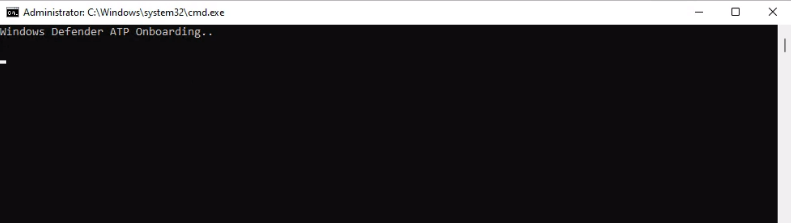 Administrator: C:\Windows\system32\cmd.exe
Windows Defender ATP Onboarding..